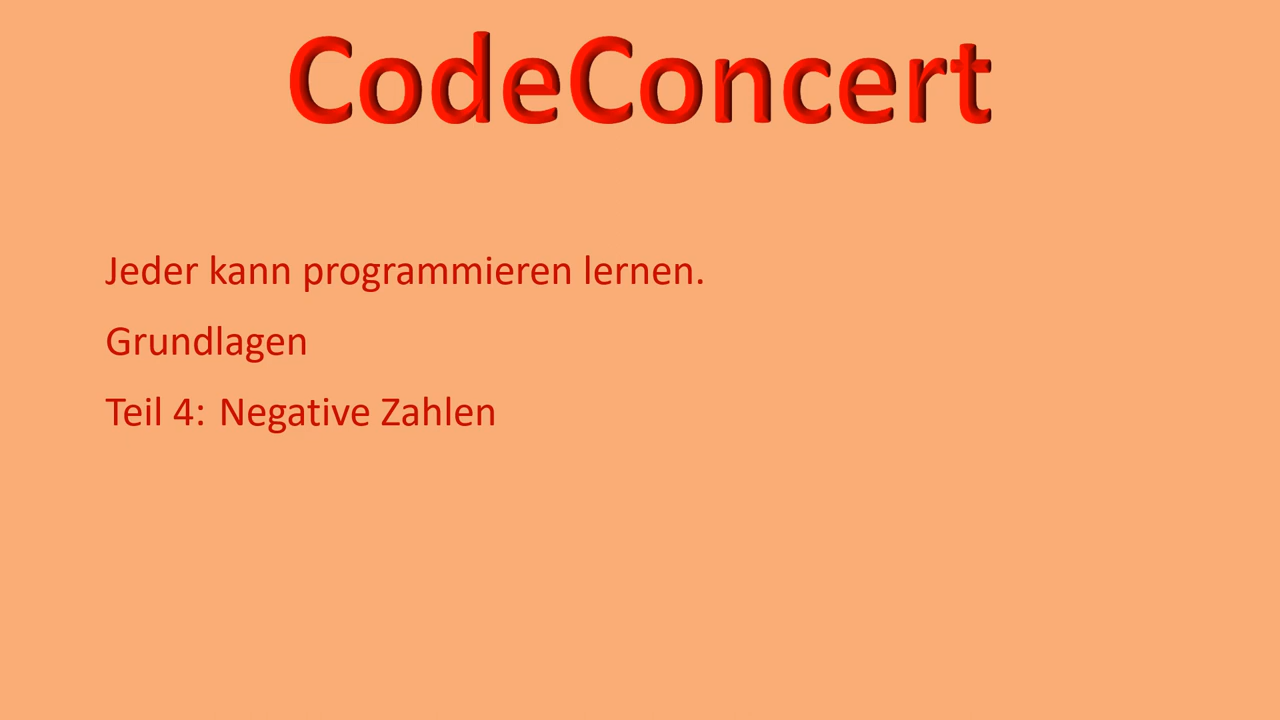 CodeConcert
Jeder kann programmieren lernen.
Grundlagen
Teil 4: Negative Zahlen